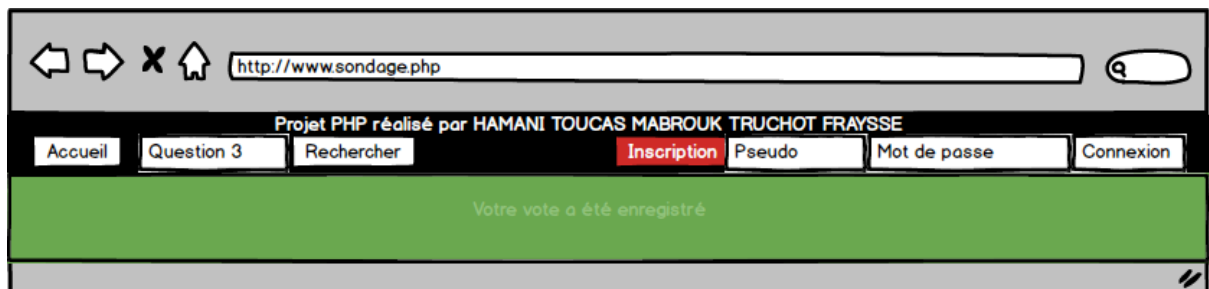 http://www.sondage.php
Projet PHP réalisé par HAMANI TOUCAS MABROUK TRUCHOT FRAYSSE
Accueil Question 3 Rechercher Inscription Pseudo Mot de passe Connexion
Votre vote a été enregistré